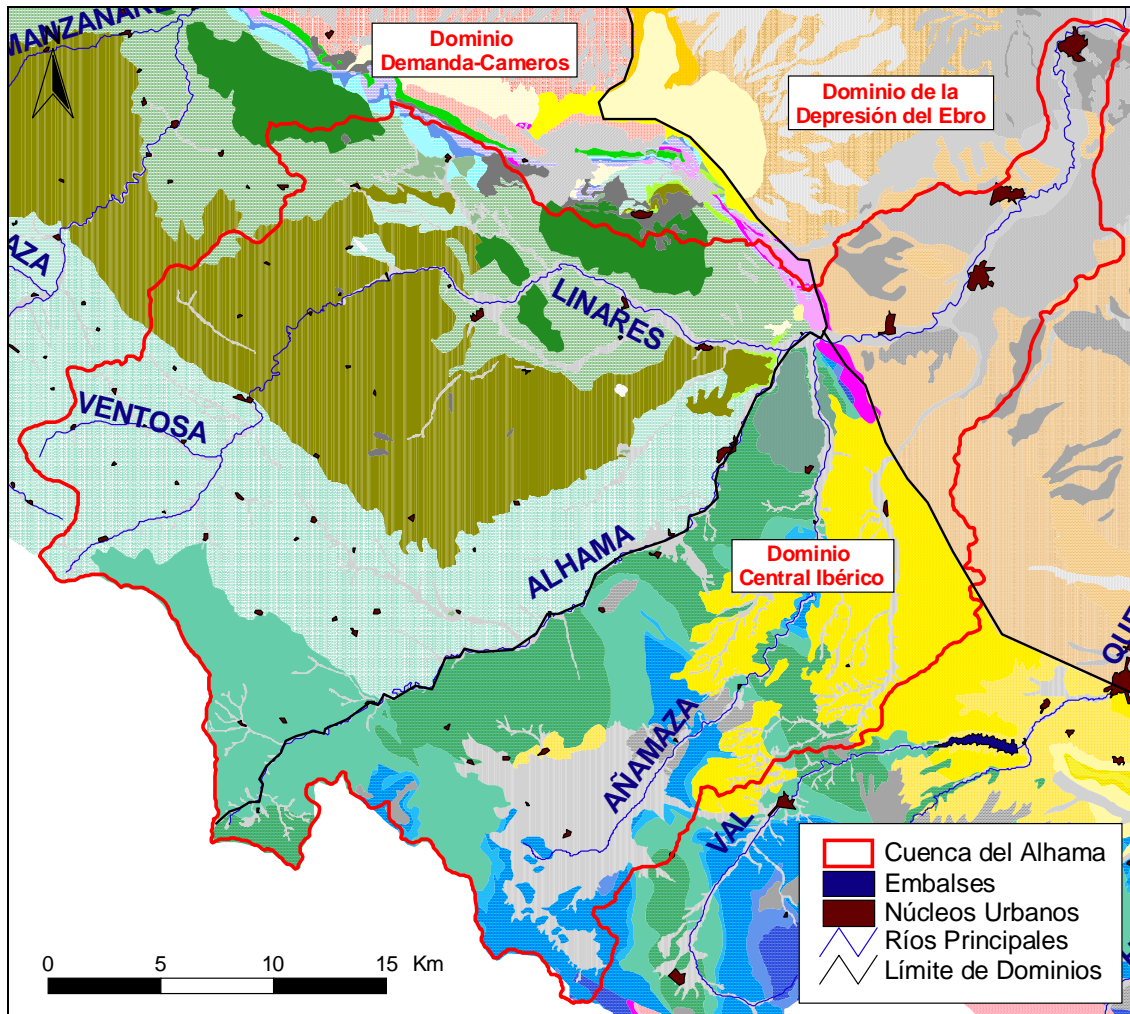 MANZANARE
Dominio
Demanda-Cameros
Dominio de la
Depresión del Ebro
AZA
LINARES
VENTOSA
ALHAMA
Dominio
Central Ibérico
QUE
AÑAMAZA
VAL
Cuenca del Alhama
Embalses
Núcleos Urbanos
Ríos Principales
Límite de Dominios
0 5 10 15 Km